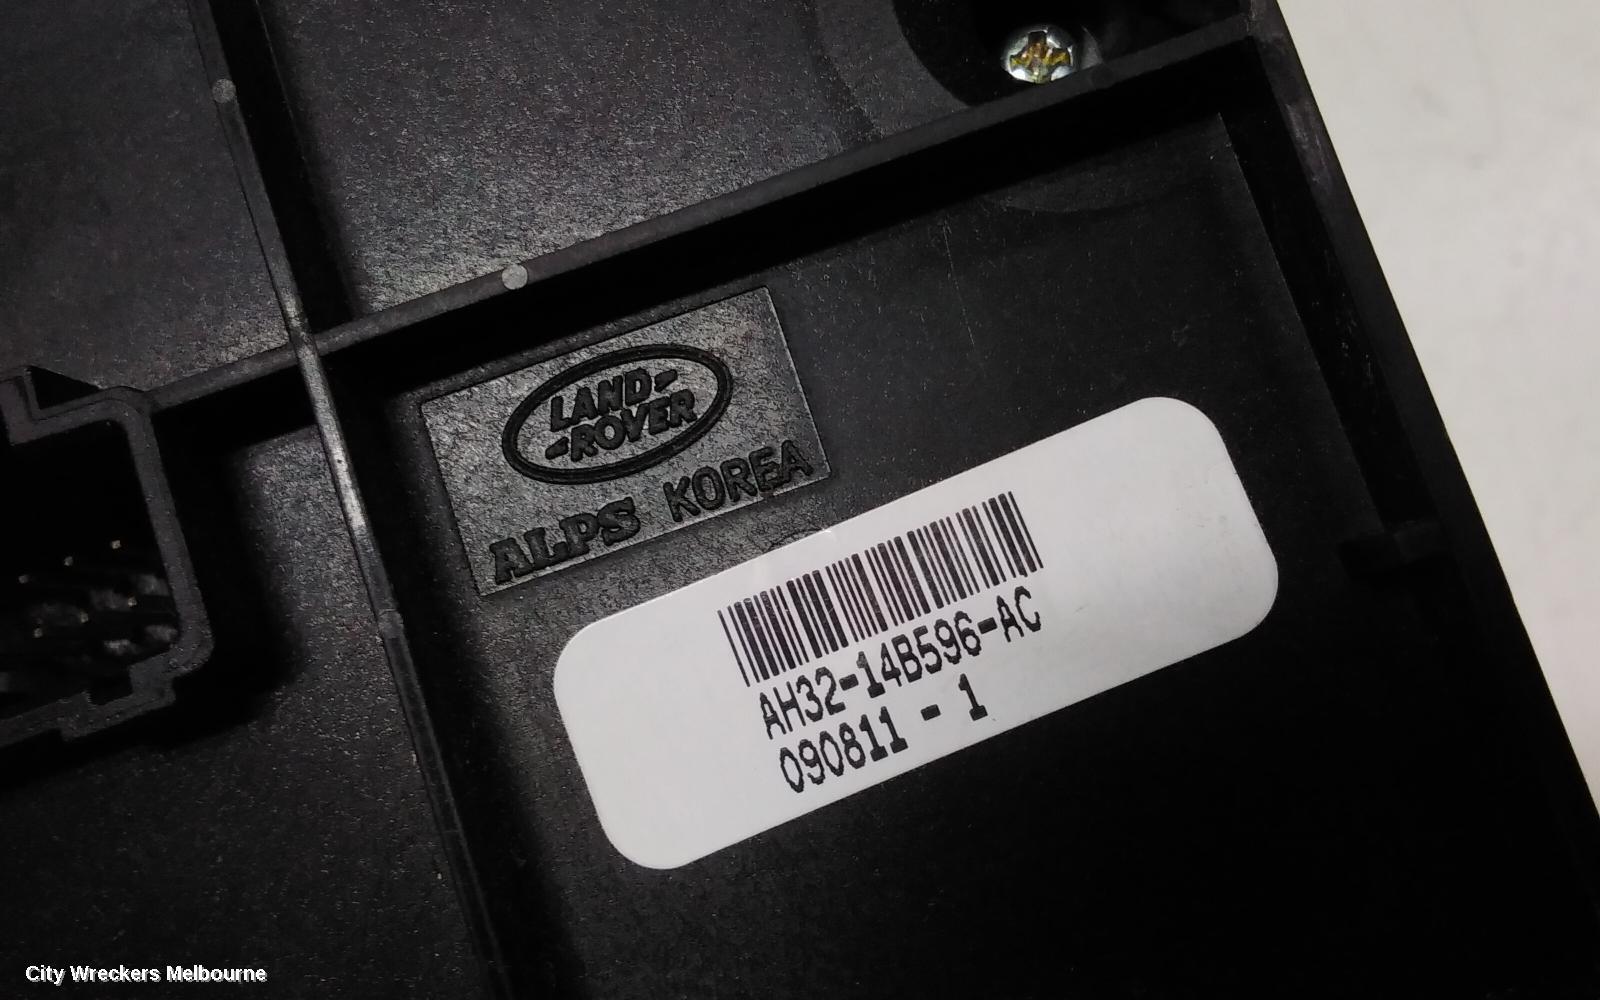 LAND-
-ROVER
ALPS KOREA
AH32-14B596-AC
090811 - 1
City Wreckers Melbourne